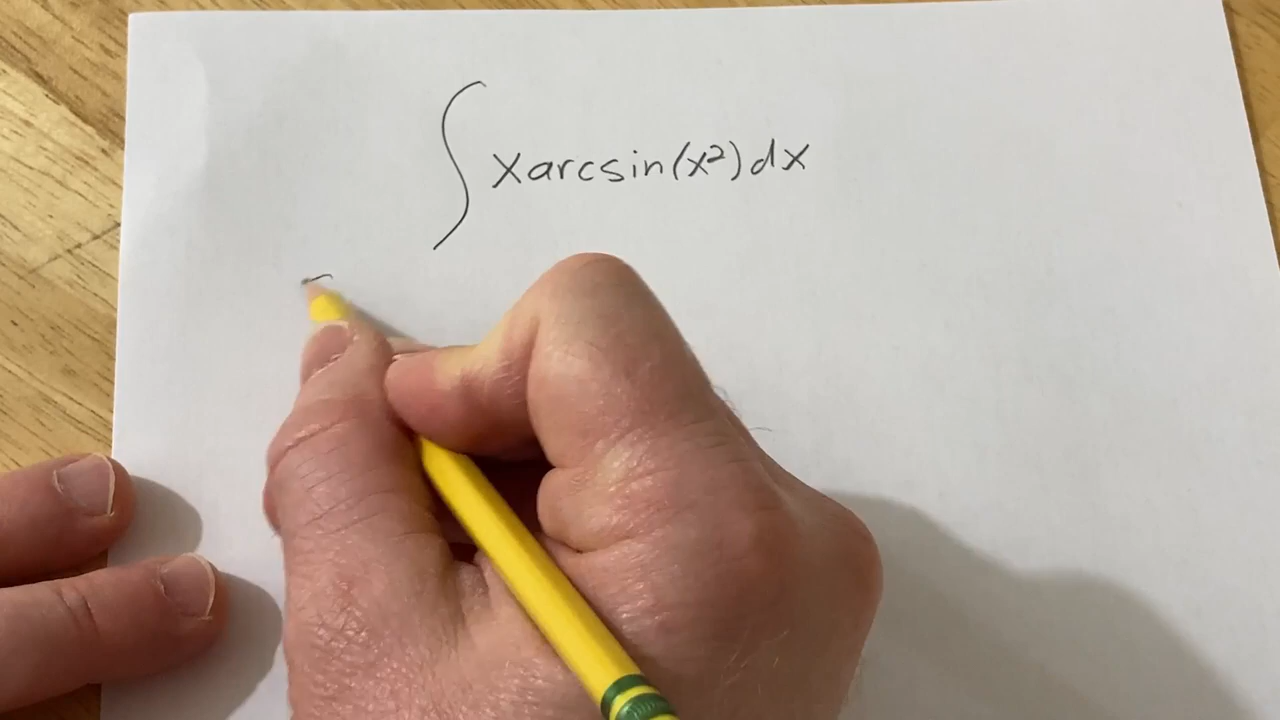 ∫ xarcsin(x²)dx